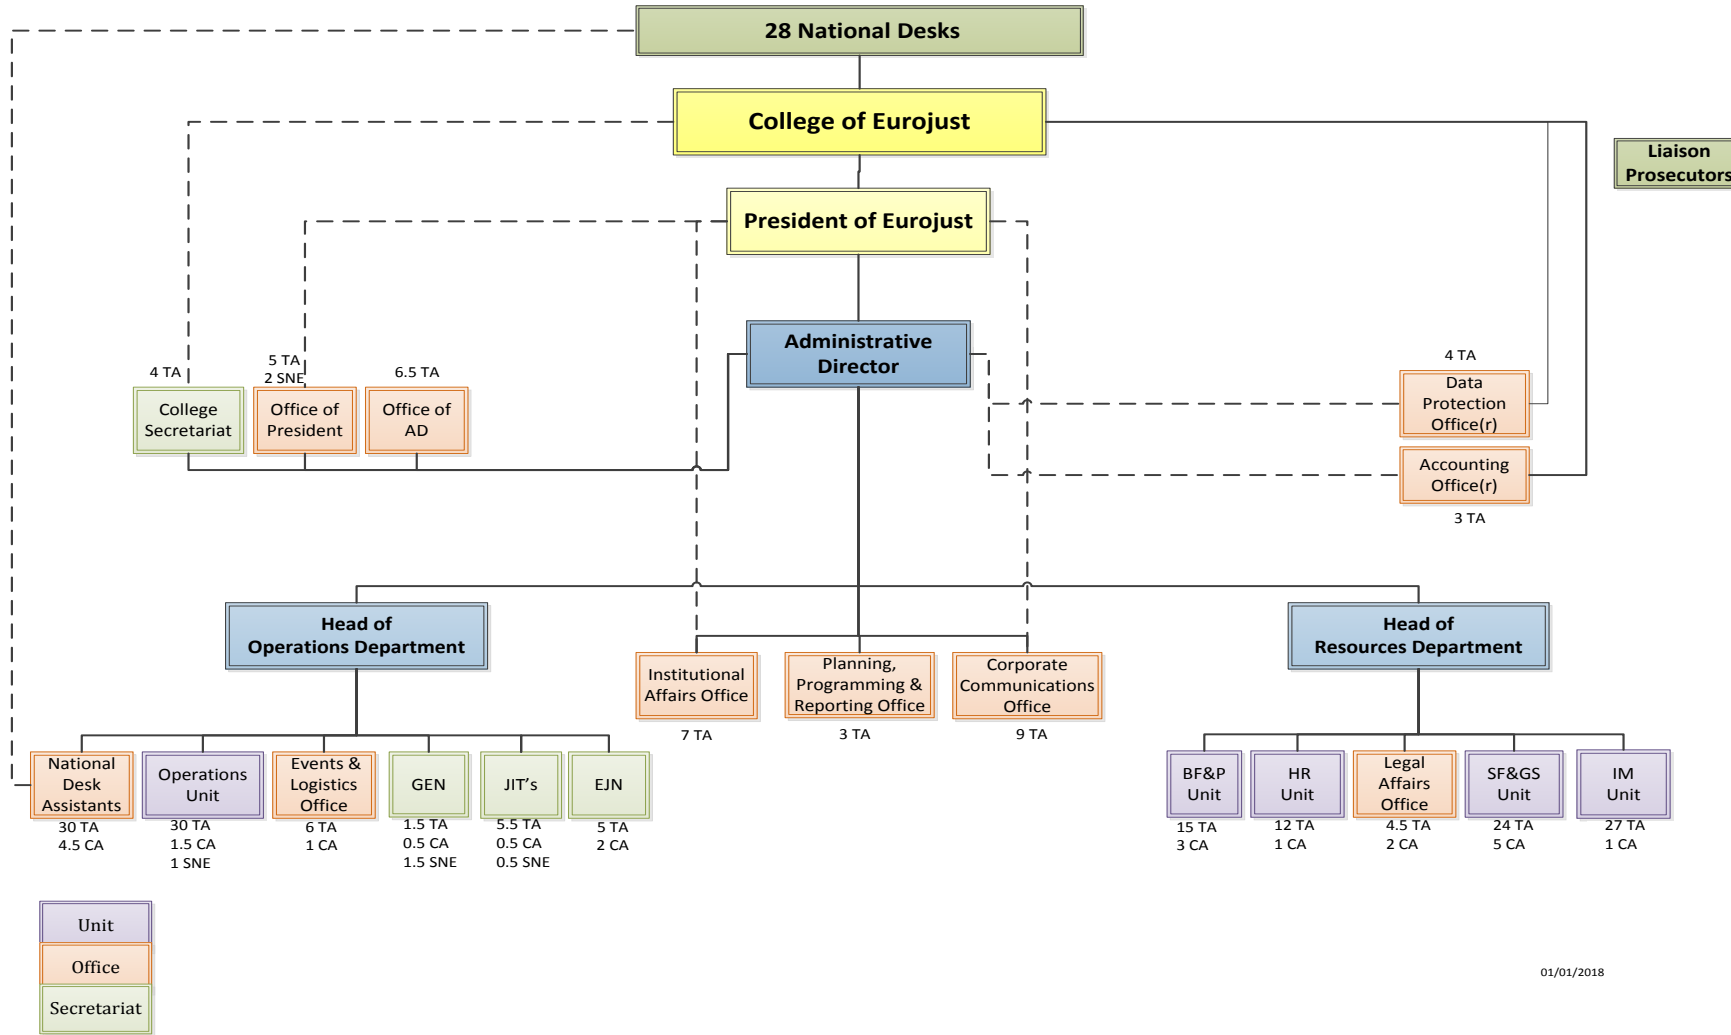 28 National Desks
College of Eurojust
Liaison
Prosecutors
President of Eurojust
Administrative
Director
4 TA
5 TA
2 SNE
6.5 TA
College
Secretariat
Office of
President
Office of
AD
4 TA
Data
Protection
Office(r)
Accounting
Office(r)
3 TA
Head of
Operations Department
Head of
Resources Department
Institutional
Affairs Office
7 TA
Planning,
Programming &
Reporting Office
3 TA
Corporate
Communications
Office
9 TA
National
Desk
Assistants
30 TA
4.5 CA
Operations
Unit
30 TA
1.5 CA
1 SNE
Events &
Logistics
Office
6 TA
1 CA
GEN
1.5 TA
0.5 CA
1.5 SNE
JIT's
5.5 TA
0.5 CA
0.5 SNE
EJN
5 TA
2 CA
BF&P
Unit
15 TA
3 CA
HR
Unit
12 TA
1 CA
Legal
Affairs
Office
4.5 TA
2 CA
SF&GS
Unit
24 TA
5 CA
IM
Unit
27 TA
1 CA
Unit
Office
Secretariat
01/01/2018